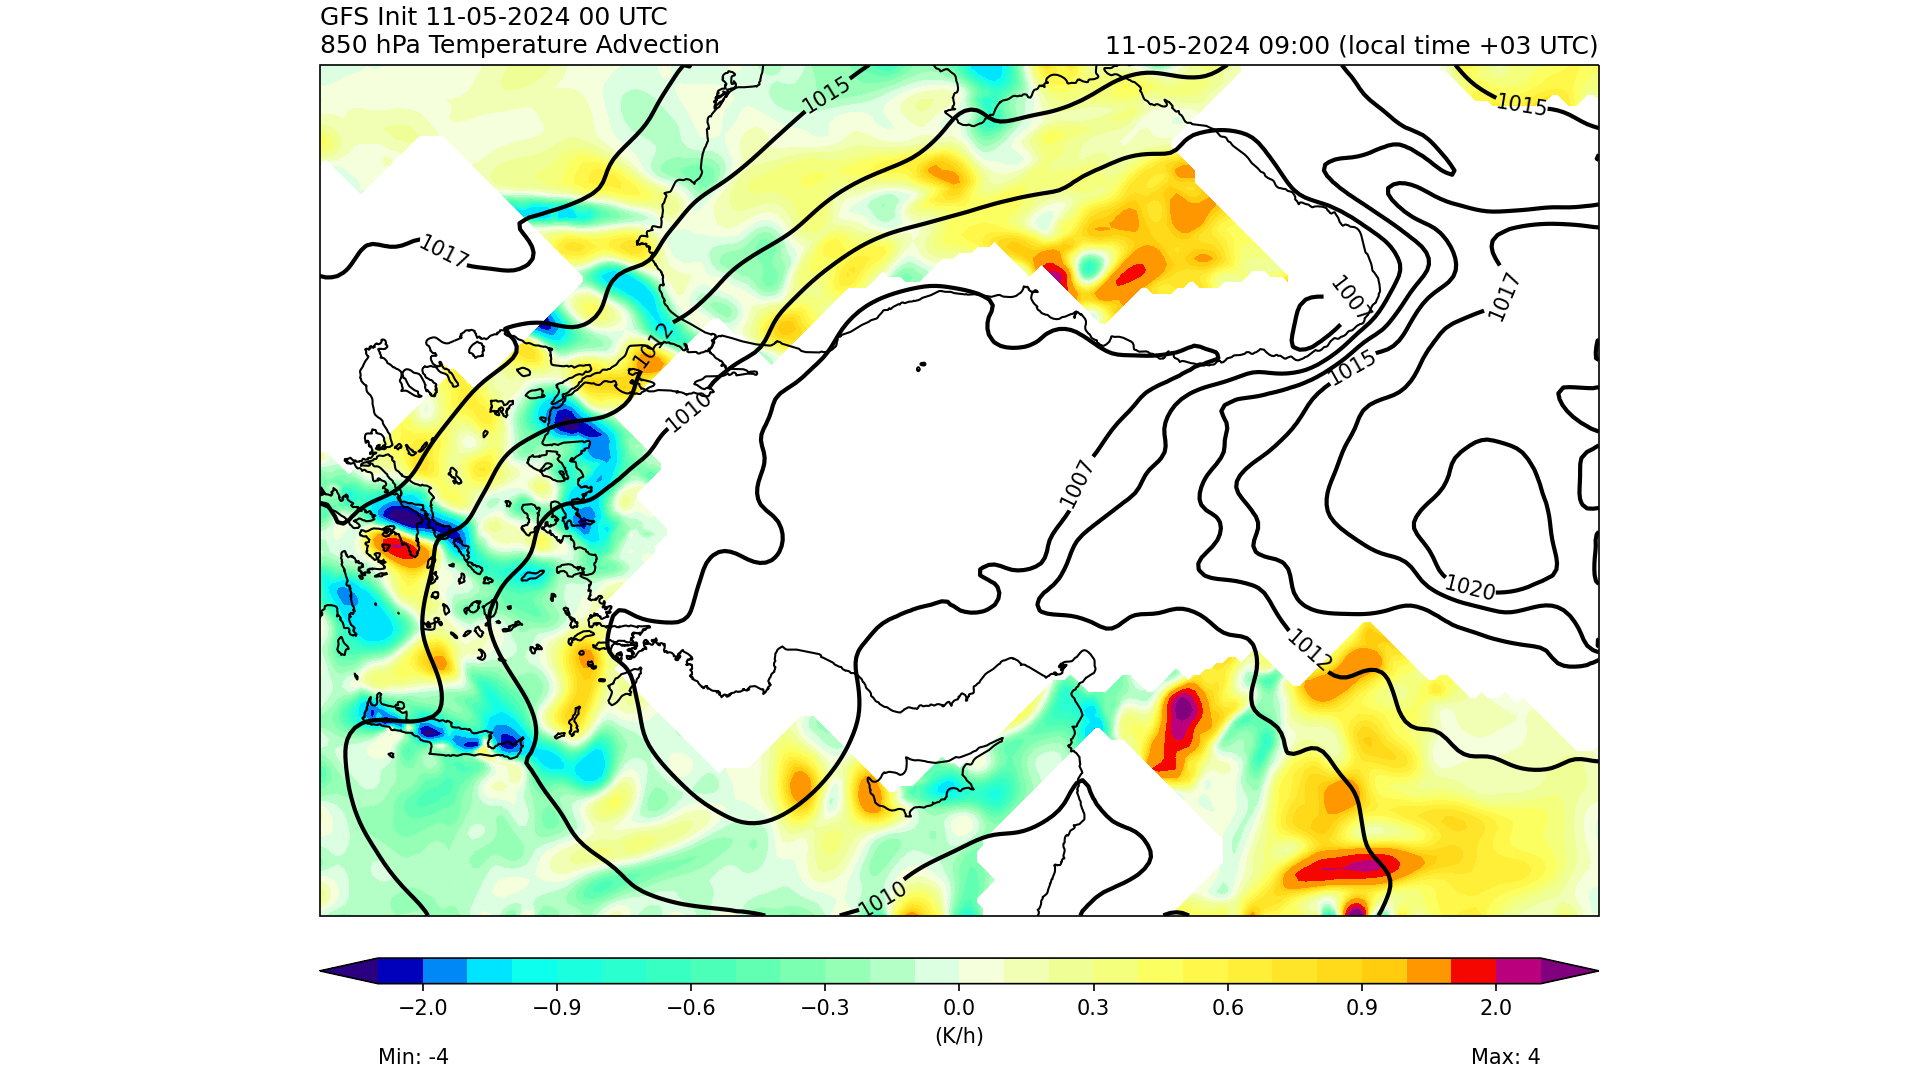 GFS Init 11-05-2024 00 UTC
850 hPa Temperature Advection
11-05-2024 09:00 (local time +03 UTC)
1015
1015
1017
1007
1017
1012
1015
1010
1007
1020
1012
1010
−2.0 −0.9 −0.6 −0.3 0.0 0.3 0.6 0.9 2.0
(K/h)
Min: -4
Max: 4